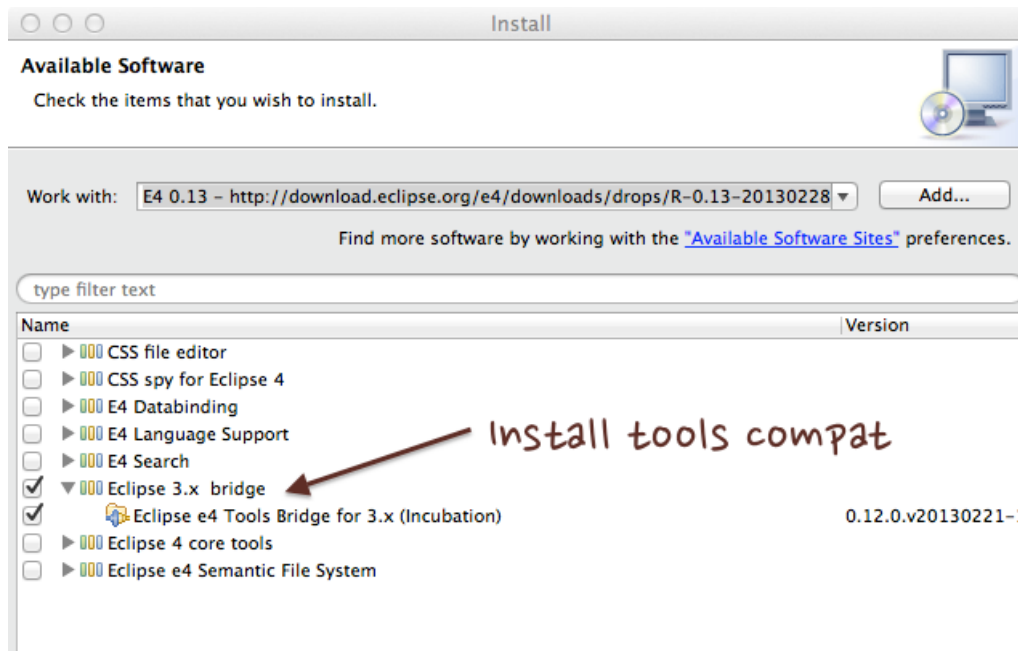 Install
Available Software
Check the items that you wish to install.
Work with: E4 0.13 – http://download.eclipse.org/e4/downloads/drops/R-0.13-20130228 Add...
Find more software by working with the "Available Software Sites" preferences.
type filter text
Name Version
CSS file editor
CSS spy for Eclipse 4
E4 Databinding
E4 Language Support
Install tools compat
E4 Search
Eclipse 3.x bridge
Eclipse e4 Tools Bridge for 3.x (Incubation) 0.12.0.v20130221-
Eclipse 4 core tools
Eclipse e4 Semantic File System